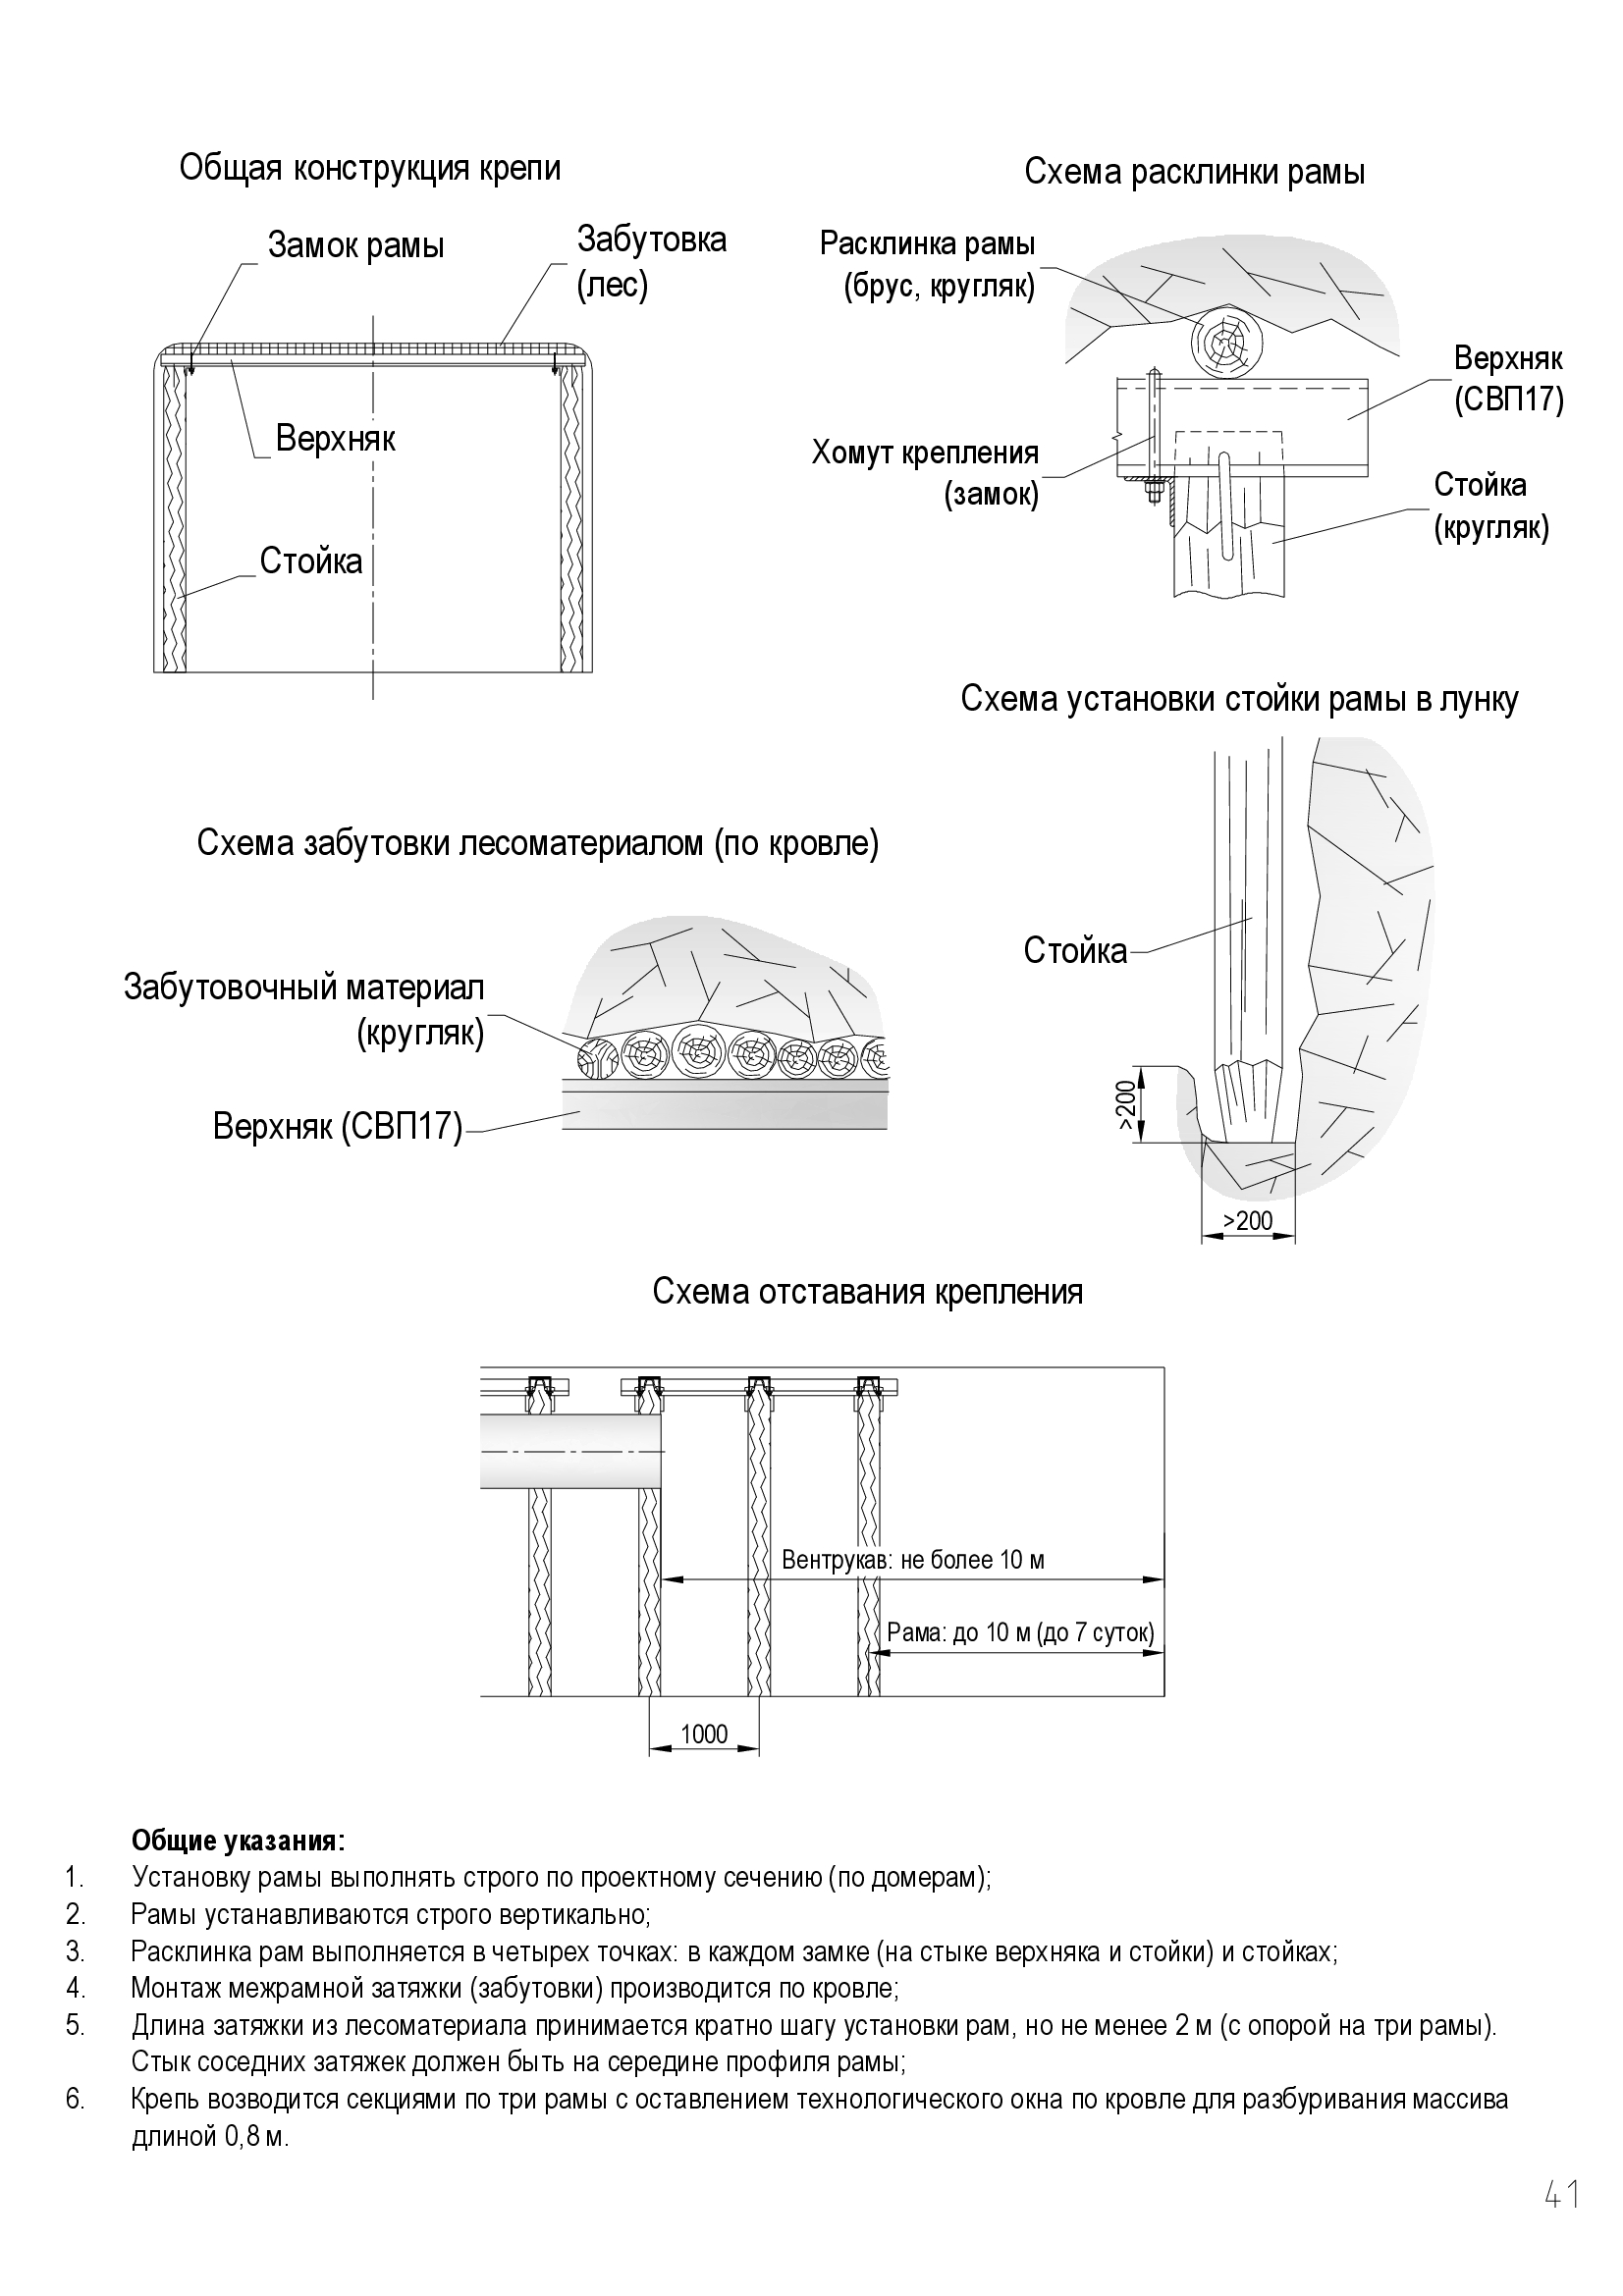 Общая конструкция крепи
Замок рамы
Забутовка
(лес)
Верхняк
Стойка
Схема расклинки рамы
Расклинка рамы
(брус, кругляк)
Верхняк
(СВП17)
Хомут крепления
(замок)
Стойка
(кругляк)
Схема установки стойки рамы в лунку
Стойка
>200
>200
Схема забутовки лесоматериалом (по кровле)
Забутовочный материал
(кругляк)
Верхняк (СВП17)
Схема отставания крепления
Вентрукав: не более 10 м
Рама: до 10 м (до 7 суток)
1000
Общие указания:
1. Установку рамы выполнять строго по проектному сечению (по домерам);
2. Рамы устанавливаются строго вертикально;
3. Расклинка рам выполняется в четырех точках: в каждом замке (на стыке верхняка и стойки) и стойках;
4. Монтаж межрамной затяжки (забутовки) производится по кровле;
5. Длина затяжки из лесоматериала принимается кратно шагу установки рам, но не менее 2 м (с опорой на три рамы).
Стык соседних затяжек должен быть на середине профиля рамы;
6. Крепь возводится секциями по три рамы с оставлением технологического окна по кровле для разбуривания массива
длиной 0,8 м.
41